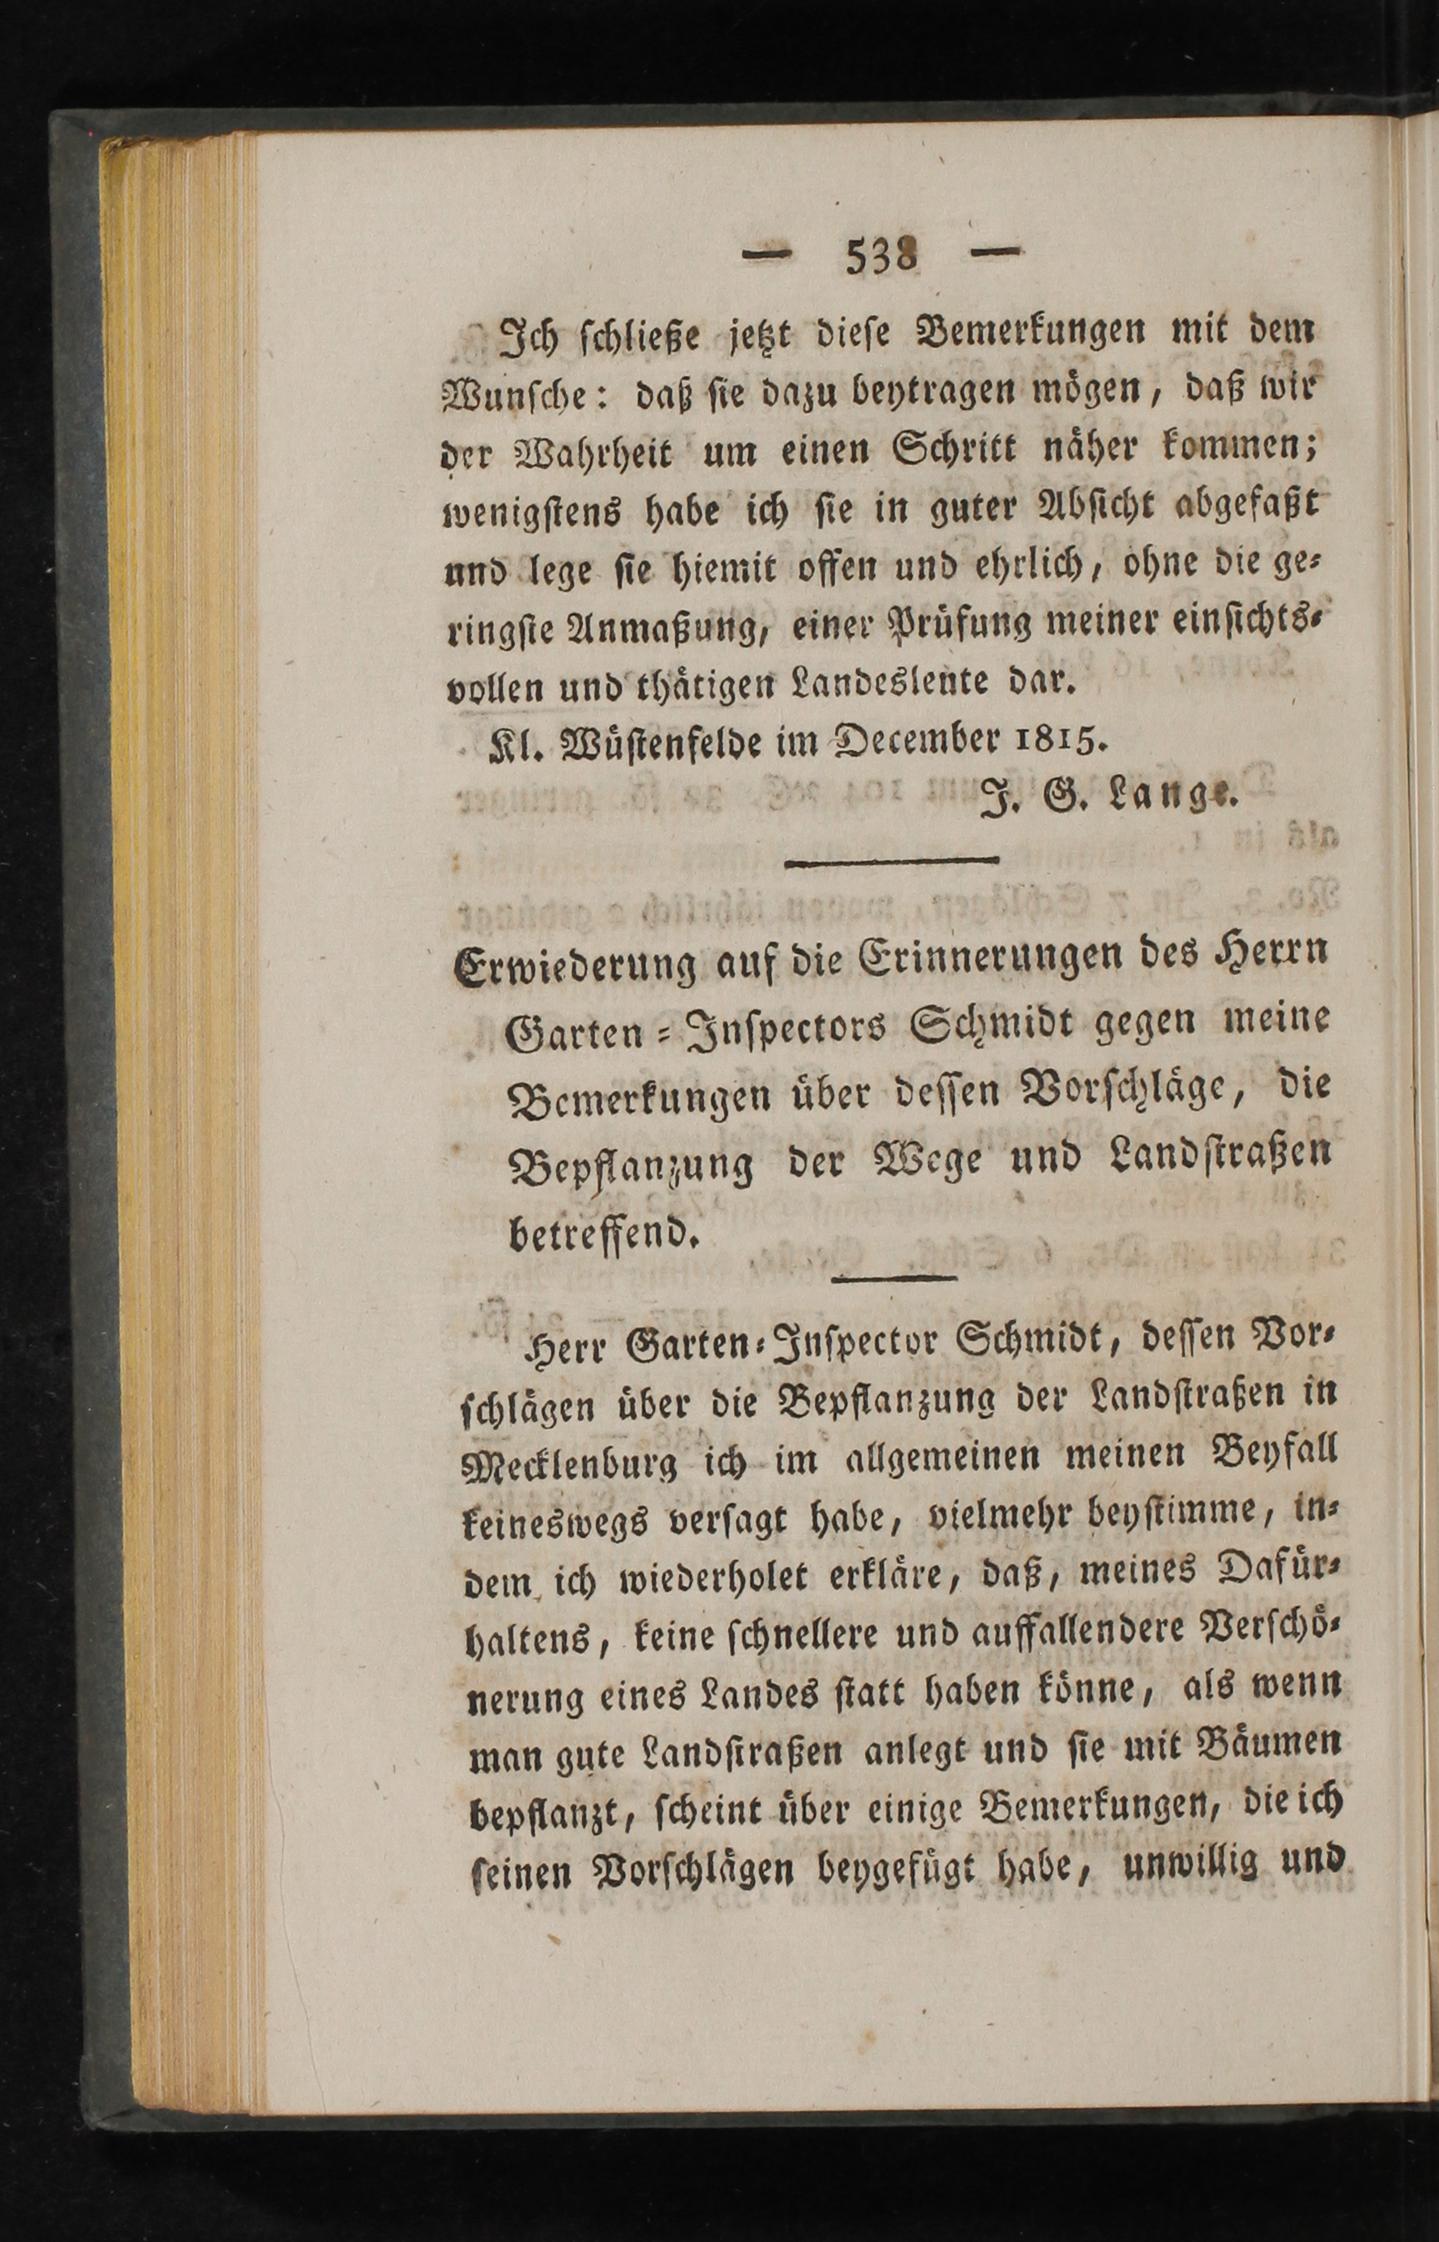 — 538 —
Ich schließe jetzt diese Bemerkungen mit dem
Wunsche: daß sie dazu beytragen mögen, daß wir
der Wahrheit um einen Schritt näher kommen;
wenigstens habe ich sie in guter Absicht abgefaßt
und lege sie hiemit offen und ehrlich, ohne die ge-
ringste Anmaßung, einer Prüfung meiner einsichts-
vollen und thätigen Landesleute dar.
Kl. Wüstenfelde im December 1815.
J. G. Lange.
Erwiederung auf die Erinnerungen des Herrn
Garten-Inspectors Schmidt gegen meine
Bemerkungen über dessen Vorschläge, die
Bepflanzung der Wege und Landstraßen
betreffend.
Herr Garten-Inspector Schmidt, dessen Vor-
schlägen über die Bepflanzung der Landstraßen in
Mecklenburg ich im allgemeinen meinen Beyfall
keineswegs versagt habe, vielmehr beystimme, in-
dem ich wiederholet erkläre, daß, meines Dafür-
haltens, keine schnellere und auffallendere Verschö-
nerung eines Landes statt haben könne, als wenn
man gute Landstraßen anlegt und sie mit Bäumen
bepflanzt, scheint über einige Bemerkungen, die ich
seinen Vorschlägen beygefügt habe, unwillig und